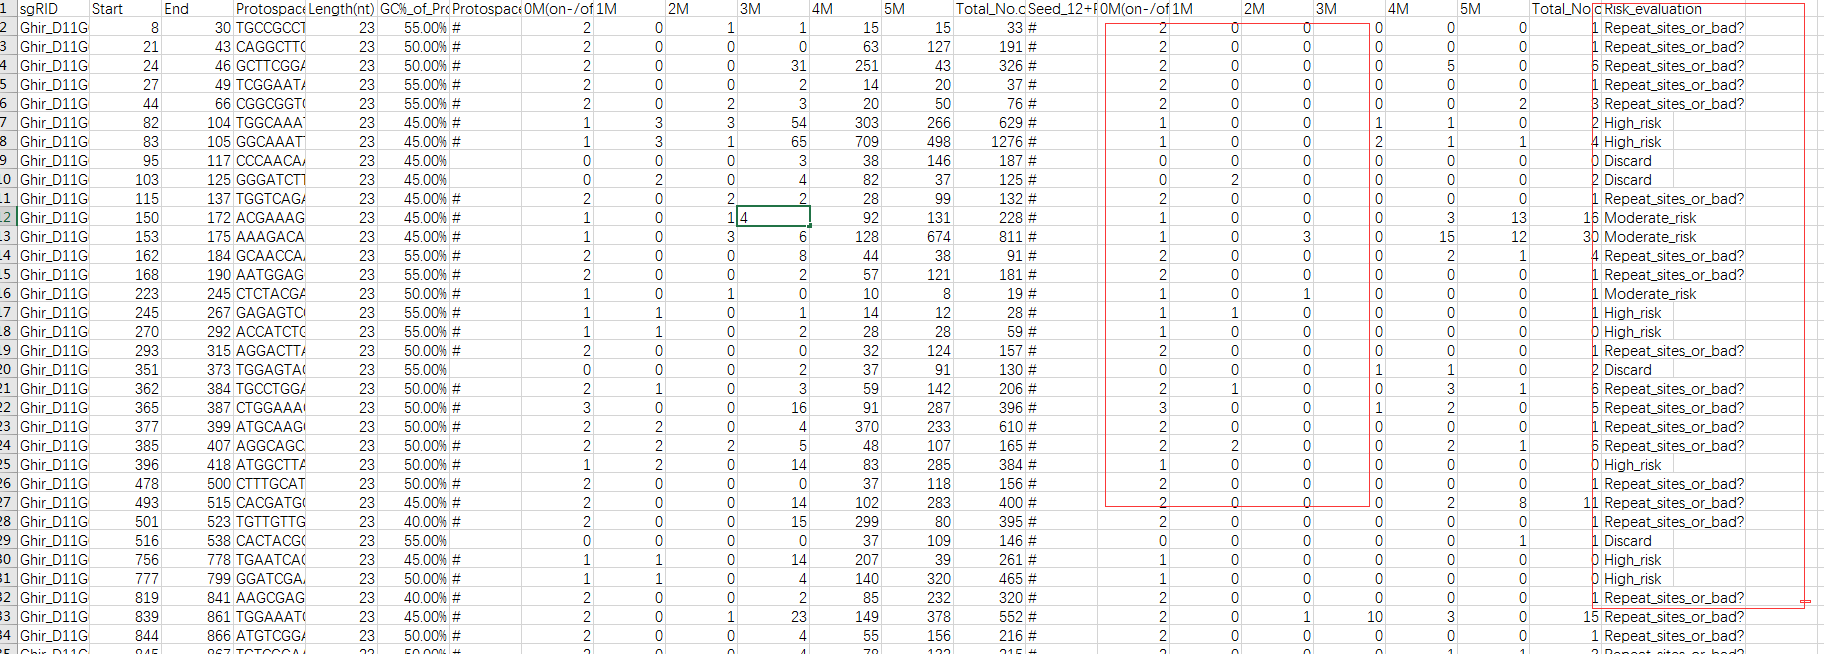 1 sgRID Start End Protospace Length(nt) GC%_of_Pro Protospace 0M(on-/of 1M 2M 3M 4M 5M Total_No.c Seed_12+ 0M(on-/of 1M 2M 3M 4M 5M Total_No.c Risk_evaluation
2 Ghir_D11G 8 30 TGCCGCCT 23 55.00% # 2 0 1 1 15 15 33 # 2 0 0 0 0 0 1 Repeat_sites_or_bad?
3 Ghir_D11G 21 43 CAGGCTTC 23 50.00% # 2 0 0 0 63 127 191 # 2 0 0 0 0 0 1 Repeat_sites_or_bad?
4 Ghir_D11G 24 46 GCTTCGGA 23 50.00% # 2 0 0 31 251 43 326 # 2 0 0 0 5 0 6 Repeat_sites_or_bad?
5 Ghir_D11G 27 49 TCGGAATA 23 55.00% # 2 0 0 2 14 20 37 # 2 0 0 0 0 0 1 Repeat_sites_or_bad?
6 Ghir_D11G 44 66 CGGCGGT 23 55.00% # 2 0 2 3 20 50 76 # 2 0 0 0 0 2 3 Repeat_sites_or_bad?
7 Ghir_D11G 82 104 TGGCAAAT 23 45.00% # 1 3 3 54 303 266 629 # 1 0 0 1 1 0 2 High_risk
8 Ghir_D11G 83 105 GGCAAATT 23 45.00% # 1 3 1 65 709 498 1276 # 1 0 0 2 1 1 4 High_risk
9 Ghir_D11G 95 117 CCCAACAA 23 45.00% 0 0 0 3 38 146 187 # 0 0 0 0 0 0 0 Discard
10 Ghir_D11G 103 125 GGGATCTT 23 45.00% 0 2 0 4 82 37 125 # 0 2 0 0 0 0 2 Discard
11 Ghir_D11G 115 137 TGGTCAGA 23 45.00% # 2 0 2 2 28 99 132 # 2 0 0 0 0 0 1 Repeat_sites_or_bad?
12 Ghir_D11G 150 172 ACGAAAG 23 45.00% # 1 0 1 4 92 131 228 # 1 0 0 0 3 13 16 Moderate_risk
13 Ghir_D11G 153 175 AAAGACA 23 45.00% # 1 0 3 6 128 674 811 # 1 0 3 0 15 12 30 Moderate_risk
14 Ghir_D11G 162 184 GCAACCA 23 55.00% # 2 0 0 8 44 38 91 # 2 0 0 0 2 1 4 Repeat_sites_or_bad?
15 Ghir_D11G 168 190 AATGGAG 23 55.00% # 2 0 0 2 57 121 181 # 2 0 0 0 0 0 1 Repeat_sites_or_bad?
16 Ghir_D11G 223 245 CTCTACGA 23 50.00% # 1 0 1 0 10 8 19 # 1 0 1 0 0 0 1 Moderate_risk
17 Ghir_D11G 245 267 GAGAGTC 23 55.00% # 1 1 0 1 14 12 28 # 1 1 0 0 0 0 1 High_risk
18 Ghir_D11G 270 292 ACCATCTG 23 50.00% # 1 1 0 2 28 28 59 # 1 0 0 0 0 0 0 High_risk
19 Ghir_D11G 293 315 AGGACTTA 23 50.00% # 2 0 0 0 32 124 157 # 2 0 0 0 0 0 1 Repeat_sites_or_bad?
20 Ghir_D11G 351 373 TGGAGTAC 23 55.00% 0 0 0 2 37 91 130 # 0 0 0 1 1 0 2 Discard
21 Ghir_D11G 362 384 TGCCTGGA 23 50.00% # 2 1 0 3 59 142 206 # 2 1 0 0 3 1 6 Repeat_sites_or_bad?
22 Ghir_D11G 365 387 CTGGAAA 23 50.00% # 3 0 0 16 91 287 396 # 3 0 0 1 2 0 5 Repeat_sites_or_bad?
23 Ghir_D11G 377 399 ATGCAAG 23 50.00% # 2 2 0 4 370 233 610 # 2 0 0 0 0 0 1 Repeat_sites_or_bad?
24 Ghir_D11G 385 407 AGGCAGC 23 50.00% # 2 2 2 5 48 107 165 # 2 2 0 0 2 1 6 Repeat_sites_or_bad?
25 Ghir_D11G 396 418 ATGGCTTA 23 50.00% # 1 2 0 14 83 285 384 # 1 0 0 0 0 0 0 High_risk
26 Ghir_D11G 478 500 CTTTGCAT 23 50.00% # 2 0 0 0 37 118 156 # 2 0 0 0 0 0 1 Repeat_sites_or_bad?
27 Ghir_D11G 493 515 CACGATG 23 45.00% # 2 0 0 14 102 283 400 # 2 0 0 0 2 8 11 Repeat_sites_or_bad?
28 Ghir_D11G 501 523 TGTTGTTG 23 40.00% # 2 0 0 15 299 80 395 # 2 0 0 0 0 0 1 Repeat_sites_or_bad?
29 Ghir_D11G 516 538 CACTACG 23 55.00% 0 0 0 0 37 109 146 # 0 0 0 0 0 1 1 Discard
30 Ghir_D11G 756 778 TGAATCA 23 45.00% # 1 1 0 14 207 39 261 # 1 0 0 0 0 0 0 High_risk
31 Ghir_D11G 777 799 GGATCGA 23 50.00% # 1 1 0 4 140 320 465 # 1 0 0 0 0 0 0 High_risk
32 Ghir_D11G 819 841 AAGCGAG 23 40.00% # 2 0 0 2 85 232 320 # 2 0 0 0 0 0 1 Repeat_sites_or_bad?
33 Ghir_D11G 839 861 TGGAAAT 23 45.00% # 2 0 1 23 149 378 552 # 2 0 1 10 3 0 15 Repeat_sites_or_bad?
34 Ghir_D11G 844 866 ATGTCGGA 23 50.00% # 2 0 0 4 55 156 216 # 2 0 0 0 0 0 1 Repeat_sites_or_bad?